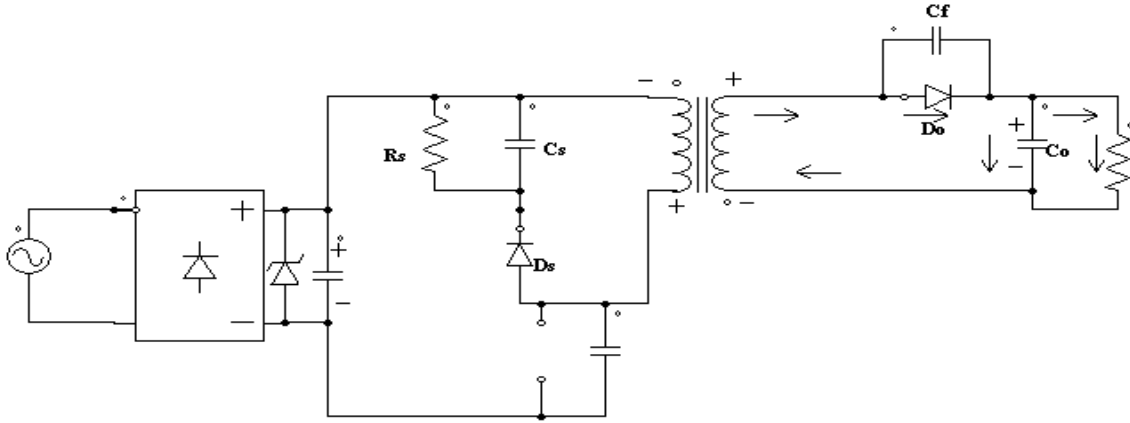 Cf
- +
+ Do
Rs Cs + Co
-
+ -
+ Ds
-
-